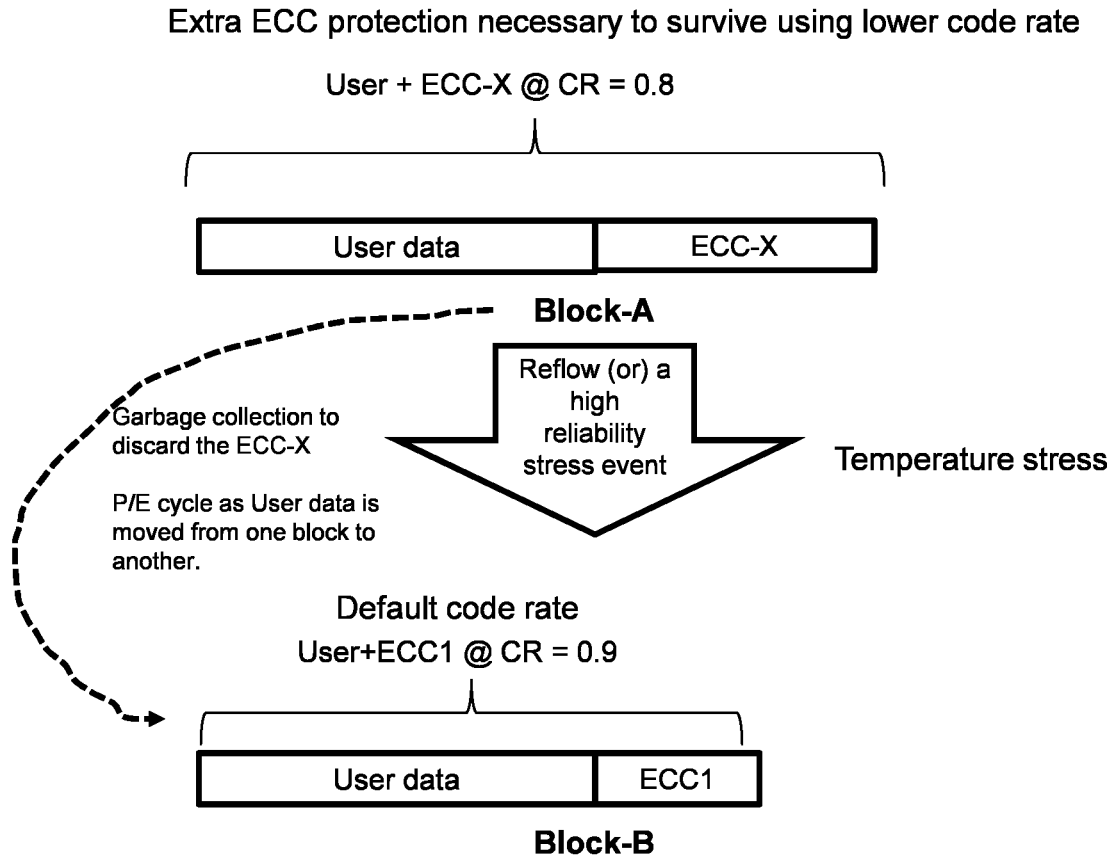 Extra ECC protection necessary to survive using lower code rate
User + ECC-X @ CR = 0.8
User data
ECC-X
Block-A
Reflow (or) a
high
reliability
stress event
Temperature stress
Garbage collection to
discard the ECC-X
P/E cycle as User data is
moved from one block to
another.
Default code rate
User+ECC1 @ CR = 0.9
User data
ECC1
Block-B